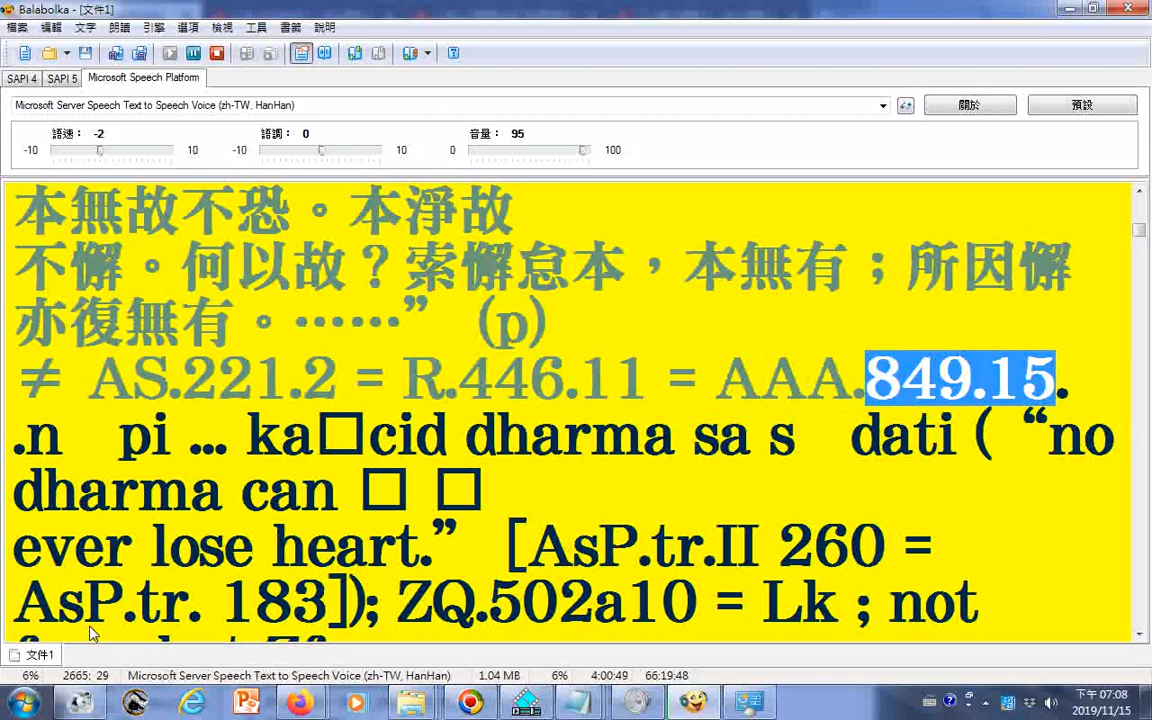 Balabolka - [文件1]
檔案 編輯 文字 朗讀 引擎 選項 檢視 工具 書籤 說明
SAPI 4 SAPI 5 Microsoft Speech Platform
Microsoft Server Speech Text to Speech Voice (zh-TW, HanHan) 關於 預設
語速： -2 語調： 0 音量： 95
-10 10 -10 10 0 100
本無故不恐。本淨故
不懈。何以故？索懈怠本，本無有；所因懈
亦復無有。……” (p)
≠ AS.221.2 = R.446.11 = AAA.849.15.
.n pi ... ka□cid dharma sa s dati ( “no
dharma can □ □
ever lose heart.” [AsP.tr.II 260 =
AsP.tr. 183]); ZQ.502a10 = Lk ; not
文件1
6% 2665: 29 Microsoft Server Speech Text to Speech Voice (zh-TW, HanHan) 1.04 MB 6% 4:00:49 66:19:48
下午 07:08
2019/11/15